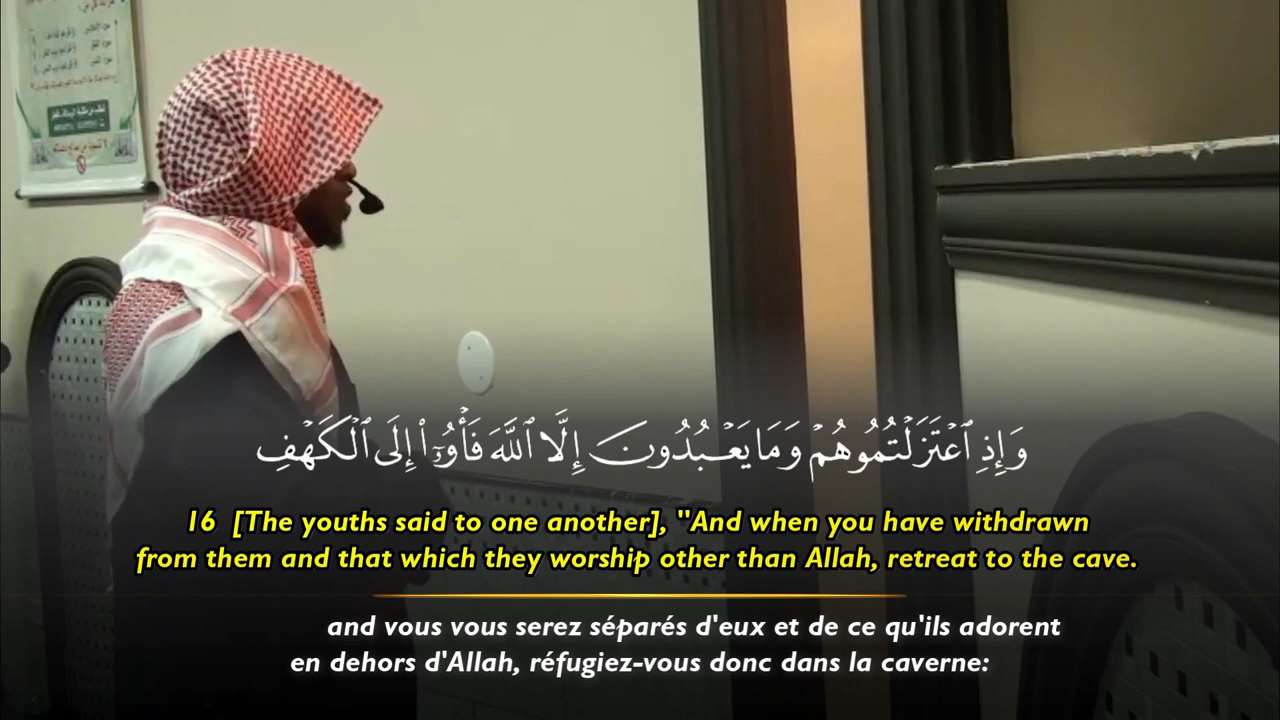 وَإِذِ ٱعْتَزَلْتُمُوهُمْ وَمَا يَعْبُدُونَ إِلَّا ٱللَّهَ فَأْوُۥٓا۟ إِلَى ٱلْكَهْفِ
16 [The youths said to one another], "And when you have withdrawn
from them and that which they worship other than Allah, retreat to the cave.
and vous vous serez séparés d'eux et de ce qu'ils adorent
en dehors d'Allah, réfugiez-vous donc dans la caverne: